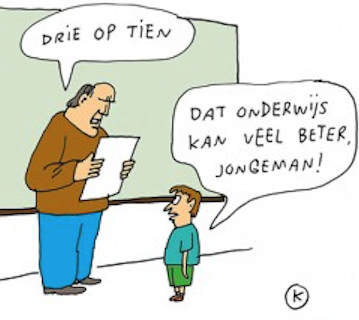 DRIE OP TIEN
DAT ONDERWIJS
KAN VEEL BETER,
JONGEMAN!
K